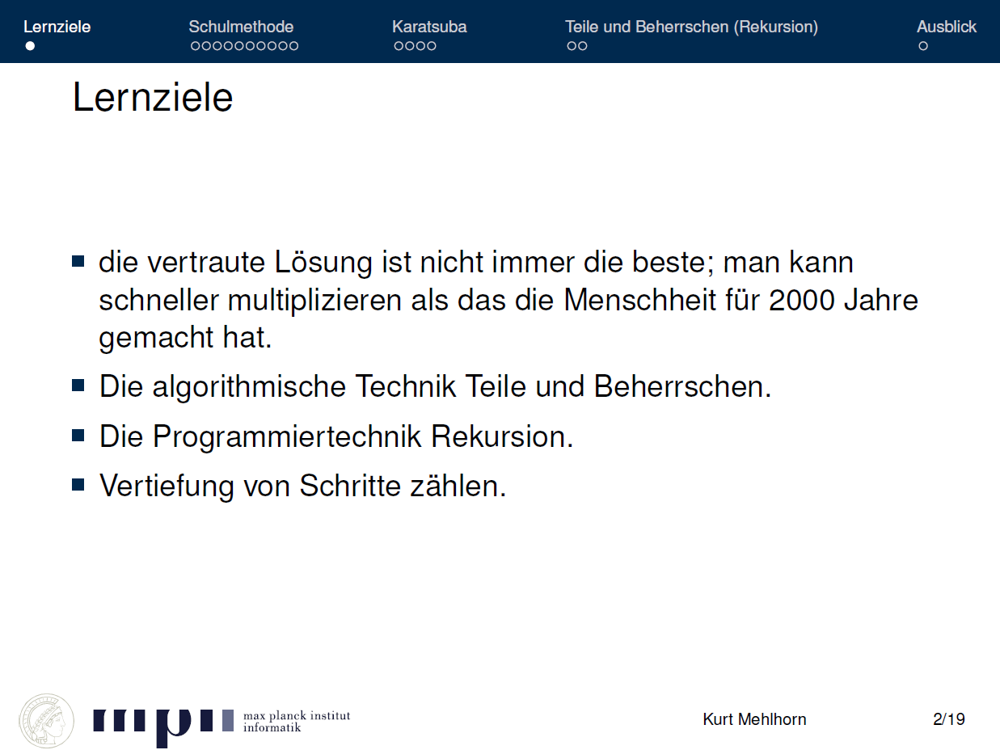 Lernziele
Schulmethode
Karatsuba
Teile und Beherrschen (Rekursion)
Ausblick
Lernziele
die vertraute Lösung ist nicht immer die beste; man kann
schneller multiplizieren als das die Menschheit für 2000 Jahre
gemacht hat.
Die algorithmische Technik Teile und Beherrschen.
Die Programmiertechnik Rekursion.
Vertiefung von Schritte zählen.
max planck institut
informatik
Kurt Mehlhorn
2/19